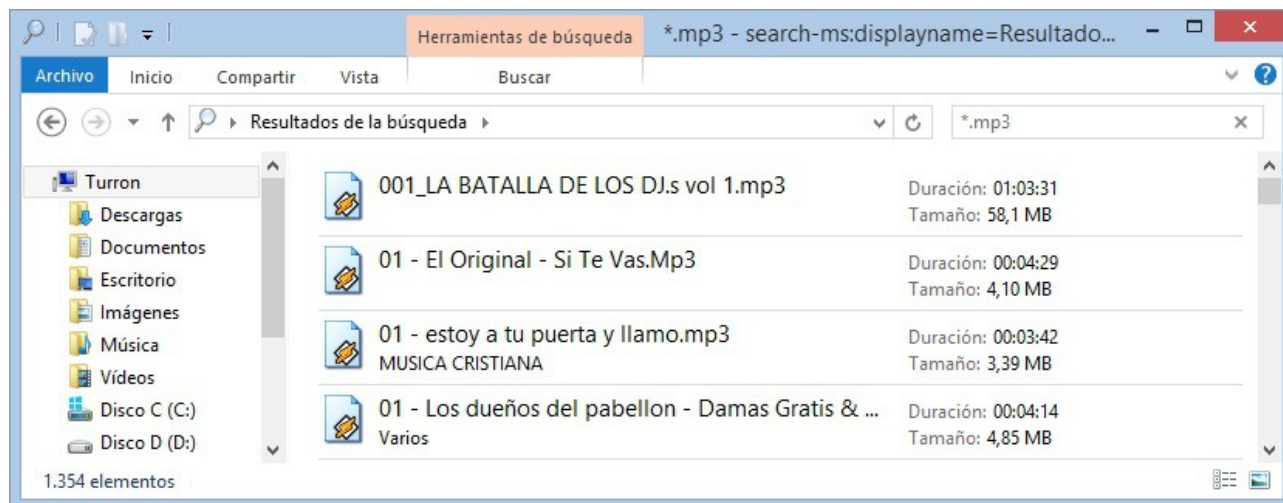 Herramientas de búsqueda
*.mp3 - search-ms:displayname=Resultado...
Archivo Inicio Compartir Vista Buscar
Resultados de la búsqueda
*.mp3
Turron
Descargas
Documentos
Escritorio
Imágenes
Música
Vídeos
Disco C (C:)
Disco D (D:)
001_LA BATALLA DE LOS DJ.s vol 1.mp3
Duración: 01:03:31
Tamaño: 58,1 MB
01 - El Original - Si Te Vas.Mp3
Duración: 00:04:29
Tamaño: 4,10 MB
01 - estoy a tu puerta y llamo.mp3
MUSICA CRISTIANA
Duración: 00:03:42
Tamaño: 3,39 MB
01 - Los dueños del pabellon - Damas Gratis & ...
Varios
Duración: 00:04:14
Tamaño: 4,85 MB
1.354 elementos